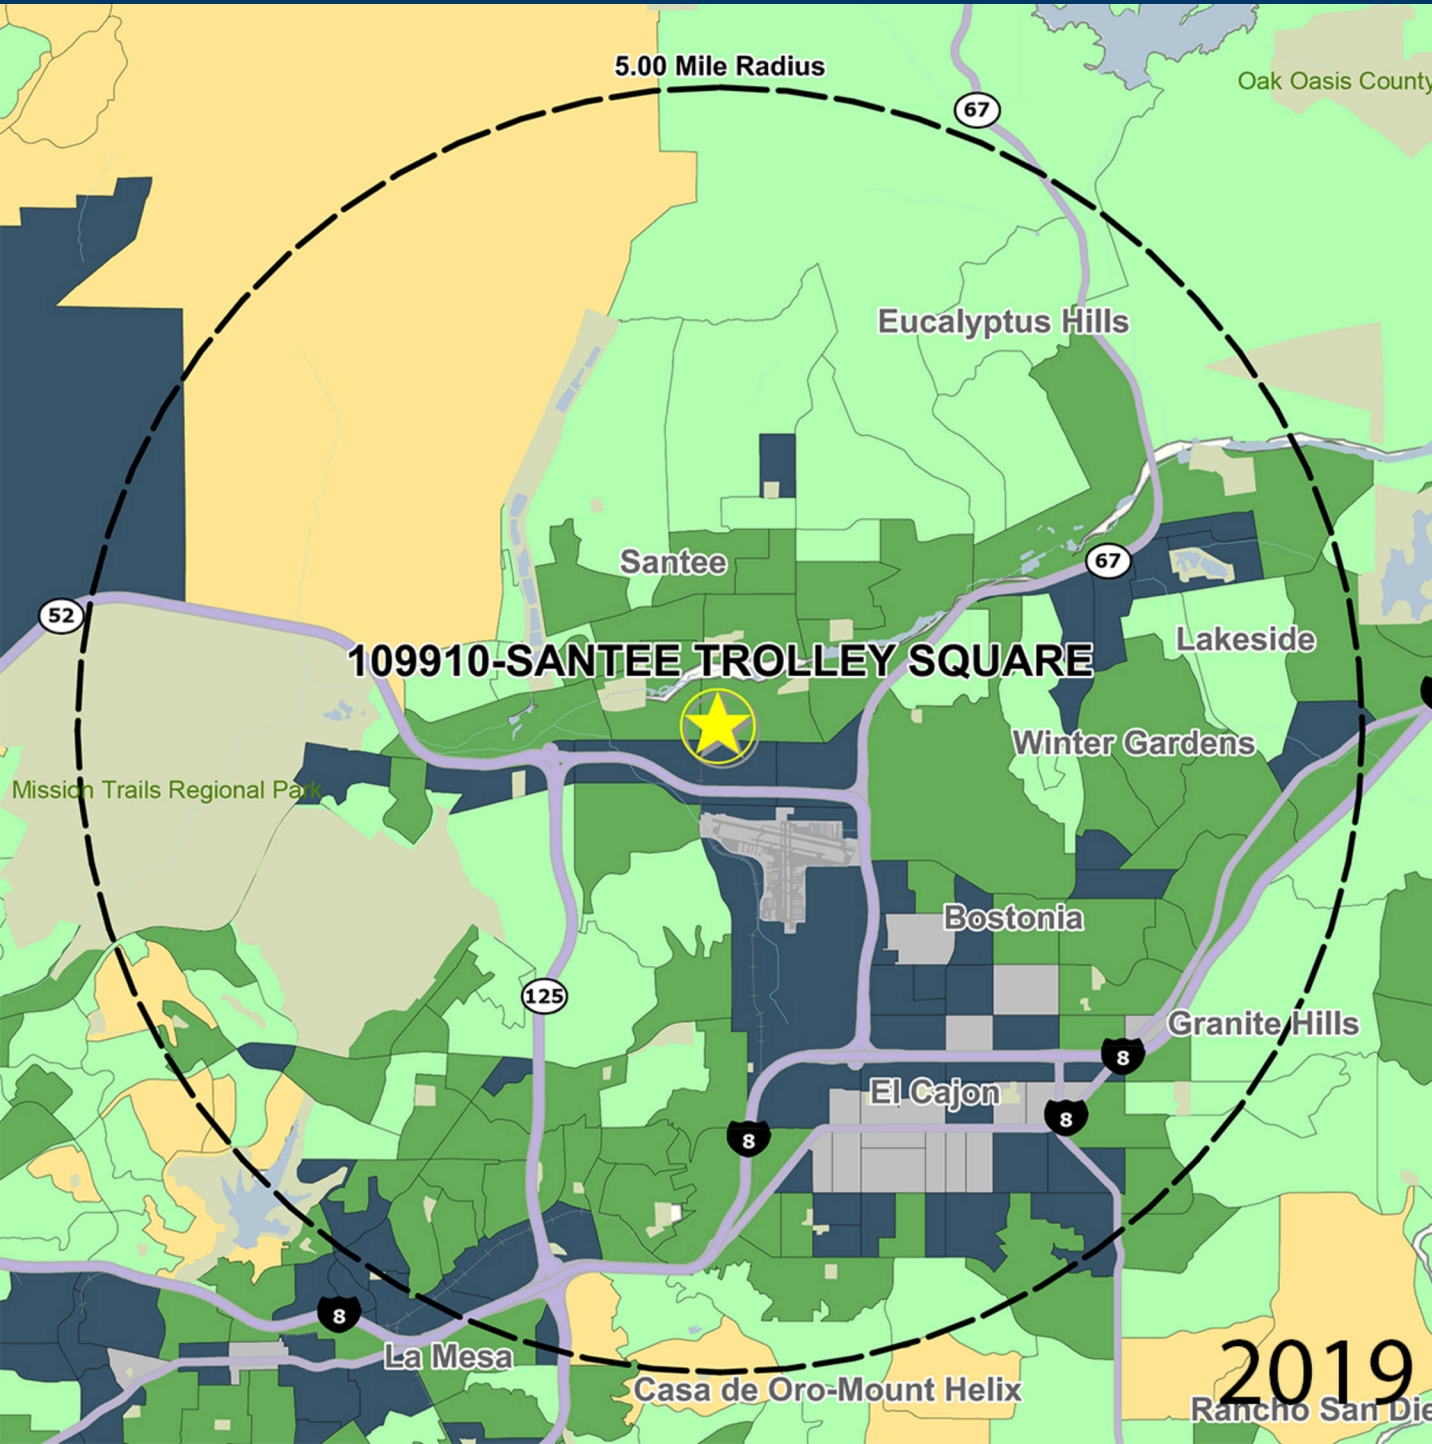 5.00 Mile Radius
Oak Oasis County
67
Eucalyptus Hills
Santee
67
52
Lakeside
109910-SANTEE TROLLEY SQUARE
Winter Gardens
Mission Trails Regional Park
Bostonia
125
Granite Hills
8
El Cajon
8
8
8
La Mesa
2019
Casa de Oro-Mount Helix
Rancho San Die